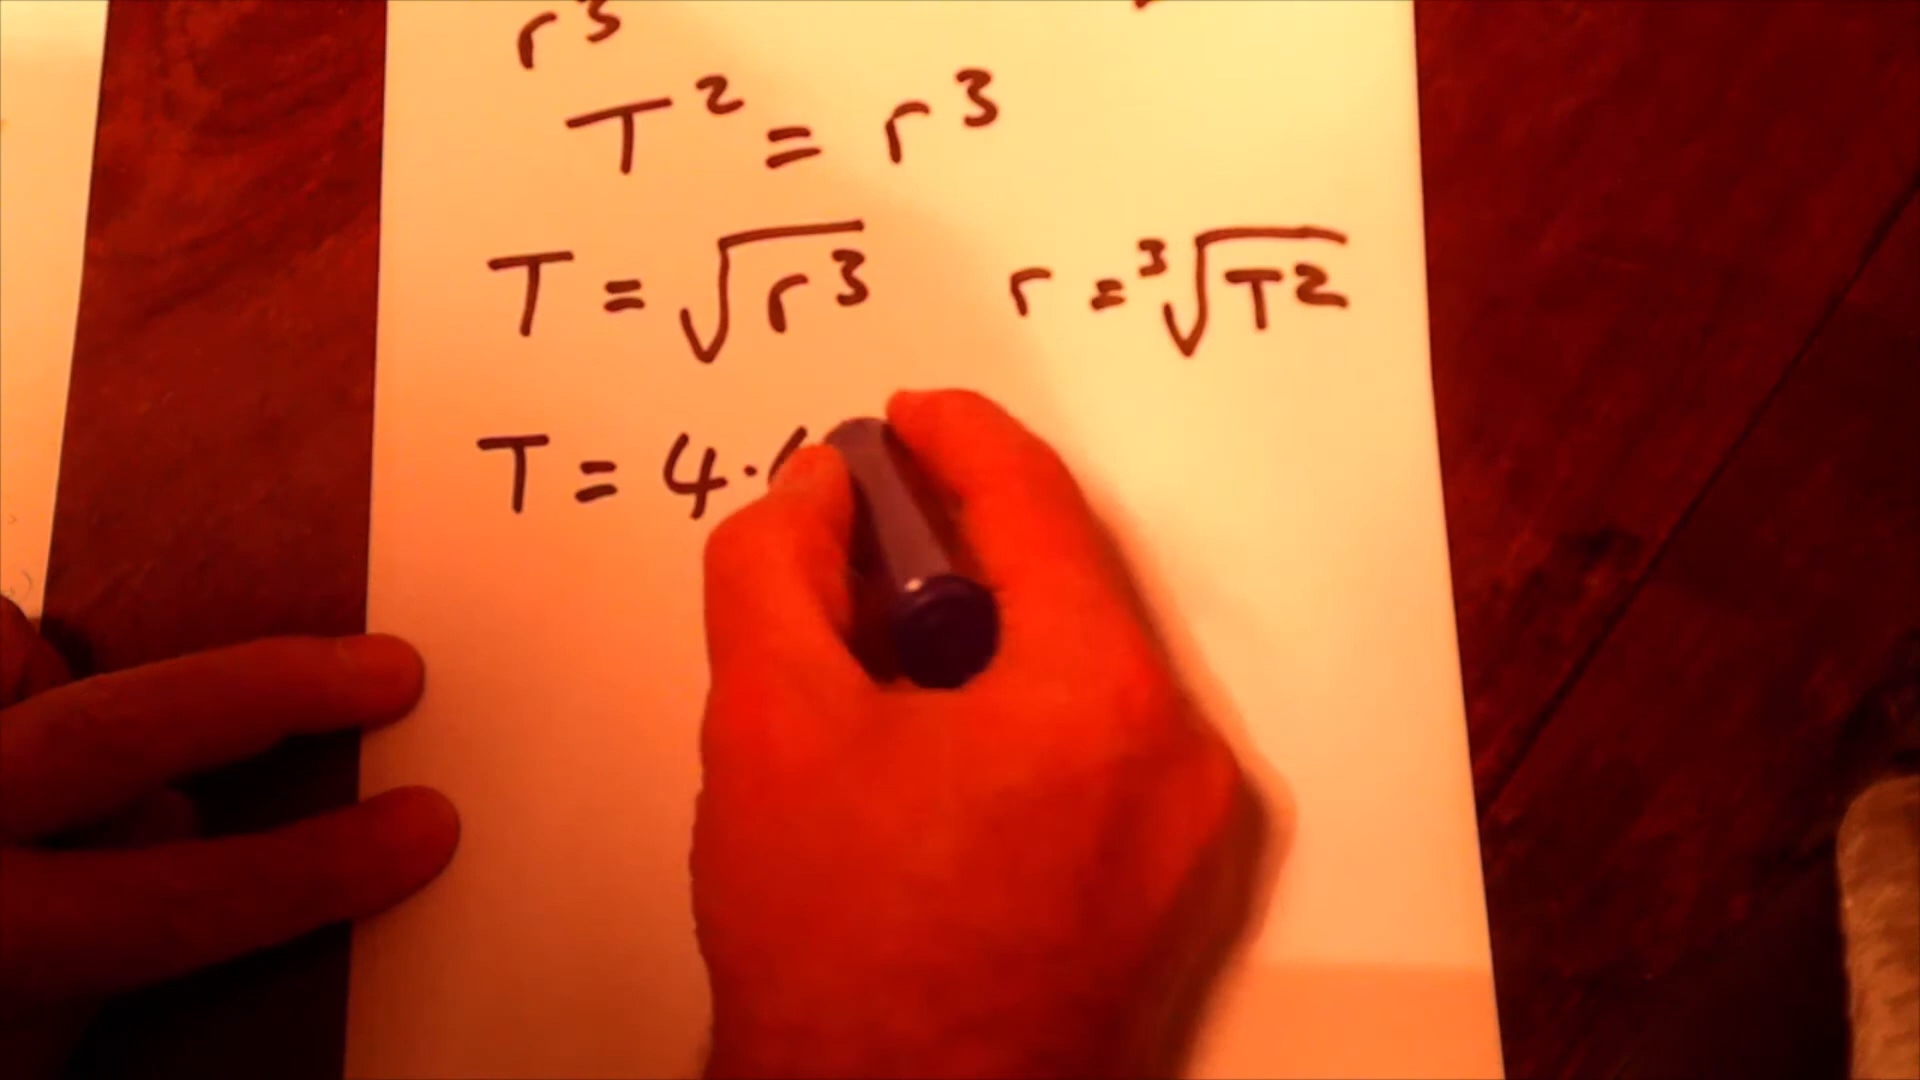 r³
T² = r³
T = √r³ r = ³√T²
T = 4.